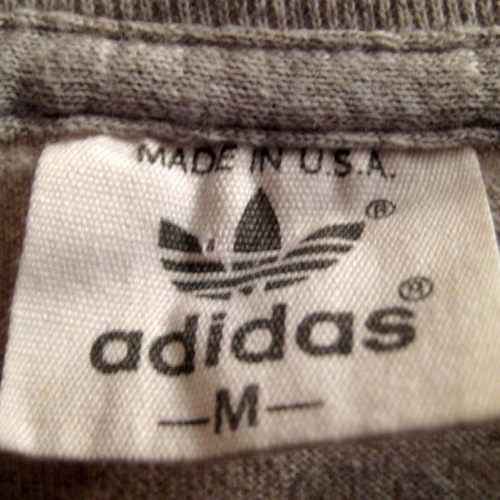 MADE IN U.S.A.
®
adidas®
—M—